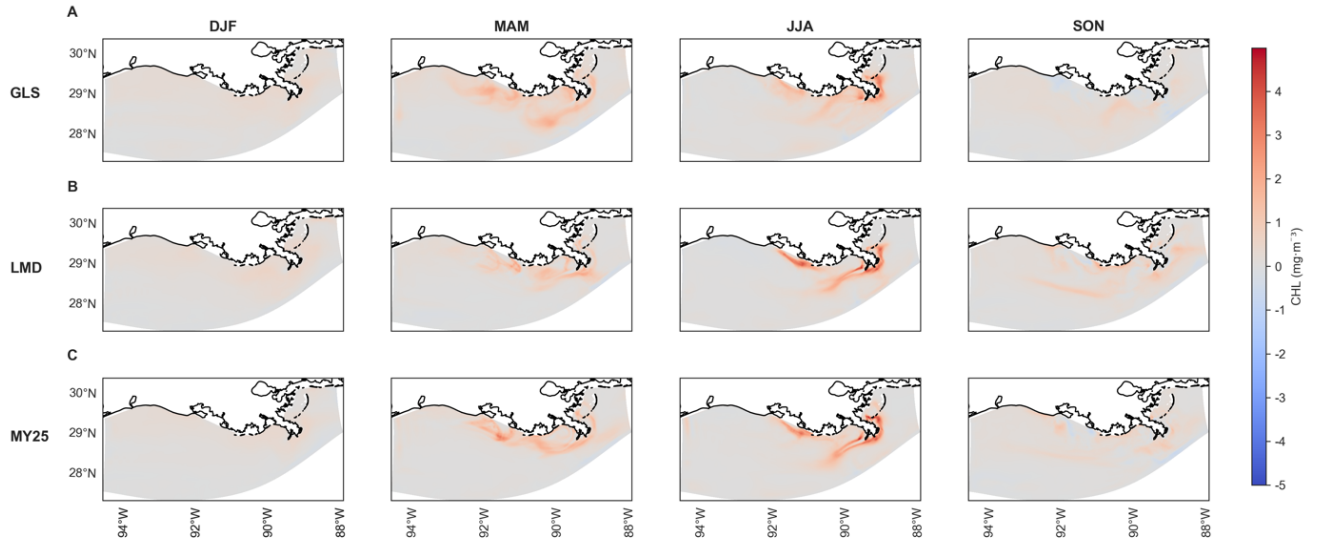 A
DJF MAM JJA SON
30°N
GLS 29°N
28°N
B
30°N
LMD 29°N
28°N
C
30°N
MY25 29°N
28°N
94°W 92°W 90°W 88°W 94°W 92°W 90°W 88°W 94°W 92°W 90°W 88°W 94°W 92°W 90°W 88°W
4
3
2
1
0
-1
-2
-3
-4
-5
CHL (mg·m⁻³)